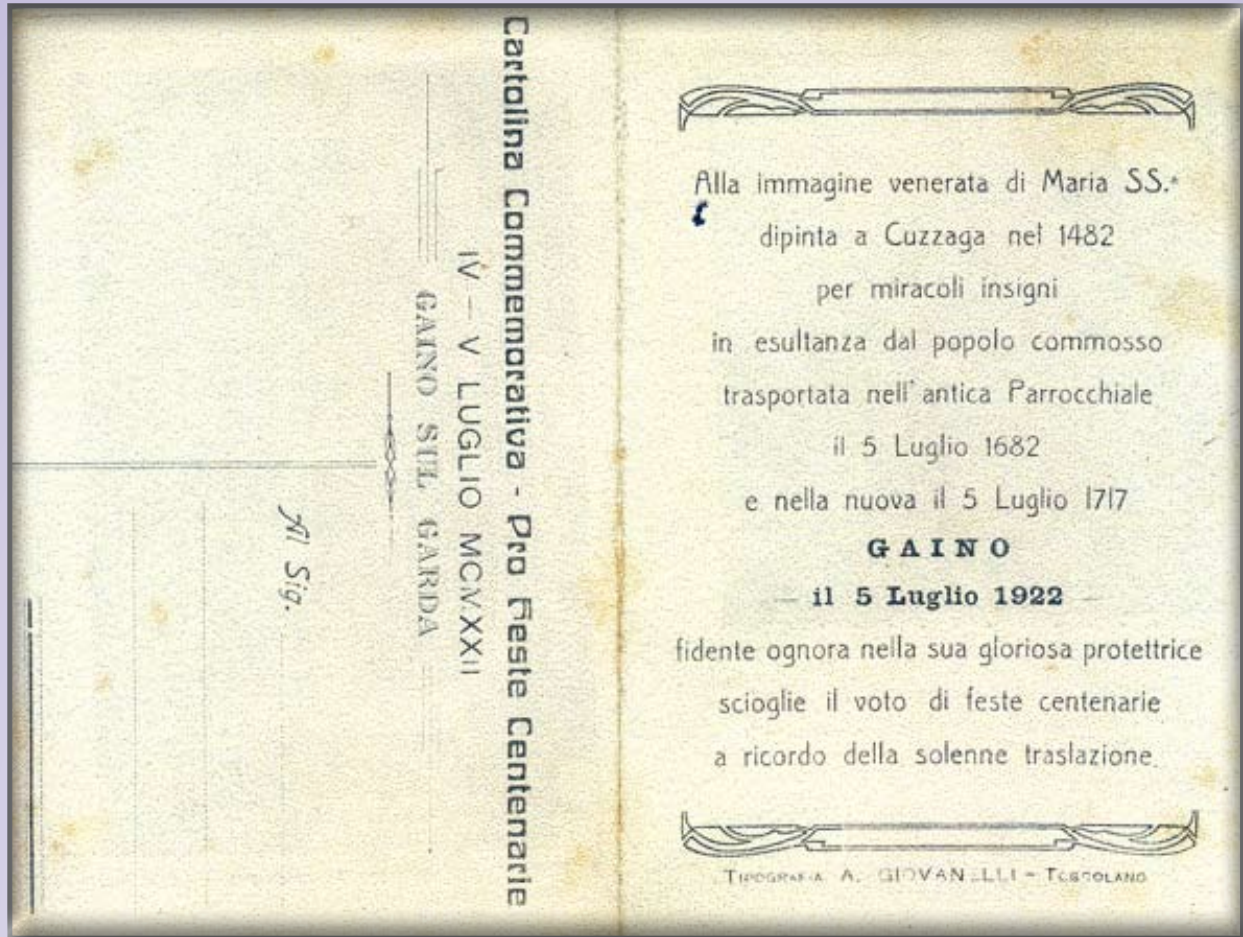 Cartolina Commemorativa - Pro Feste Centenarie
IV - V LUGLIO MCMXXII
GAINO SUL GARDA
Al Sig.
Alla immagine venerata di Maria SS.a
dipinta a Cuzzaga nel 1482
per miracoli insigni
in esultanza dal popolo commosso
trasportata nell'antica Parrocchiale
il 5 Luglio 1682
e nella nuova il 5 Luglio 1717
GAINO
— il 5 Luglio 1922 —
fidente ognora nella sua gloriosa protettrice
scioglie il voto di feste centenarie
a ricordo della solenne traslazione.
TIPOGRAFIA A. GIOVANELLI - TOSCOLANO